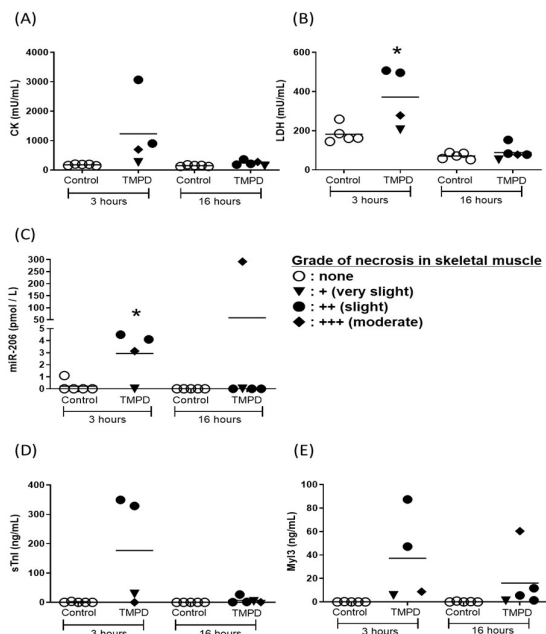 (A)
CK (mU/mL)
4000
3000
2000
1000
0
Control TMPD Control TMPD
3 hours 16 hours
(B)
LDH (mU/mL)
600
400
200
0
*
Control TMPD Control TMPD
3 hours 16 hours
(C)
miR-206 (pmol / L)
300
250
200
150
100
50
5
4
3
2
1
0
*
Control TMPD Control TMPD
3 hours 16 hours
Grade of necrosis in skeletal muscle
: none
: + (very slight)
: ++ (slight)
: +++ (moderate)
(D)
sTnI (ng/mL)
400
300
200
100
0
Control TMPD Control TMPD
3 hours 16 hours
(E)
Myl3 (ng/mL)
100
80
60
40
20
0
Control TMPD Control TMPD
3 hours 16 hours